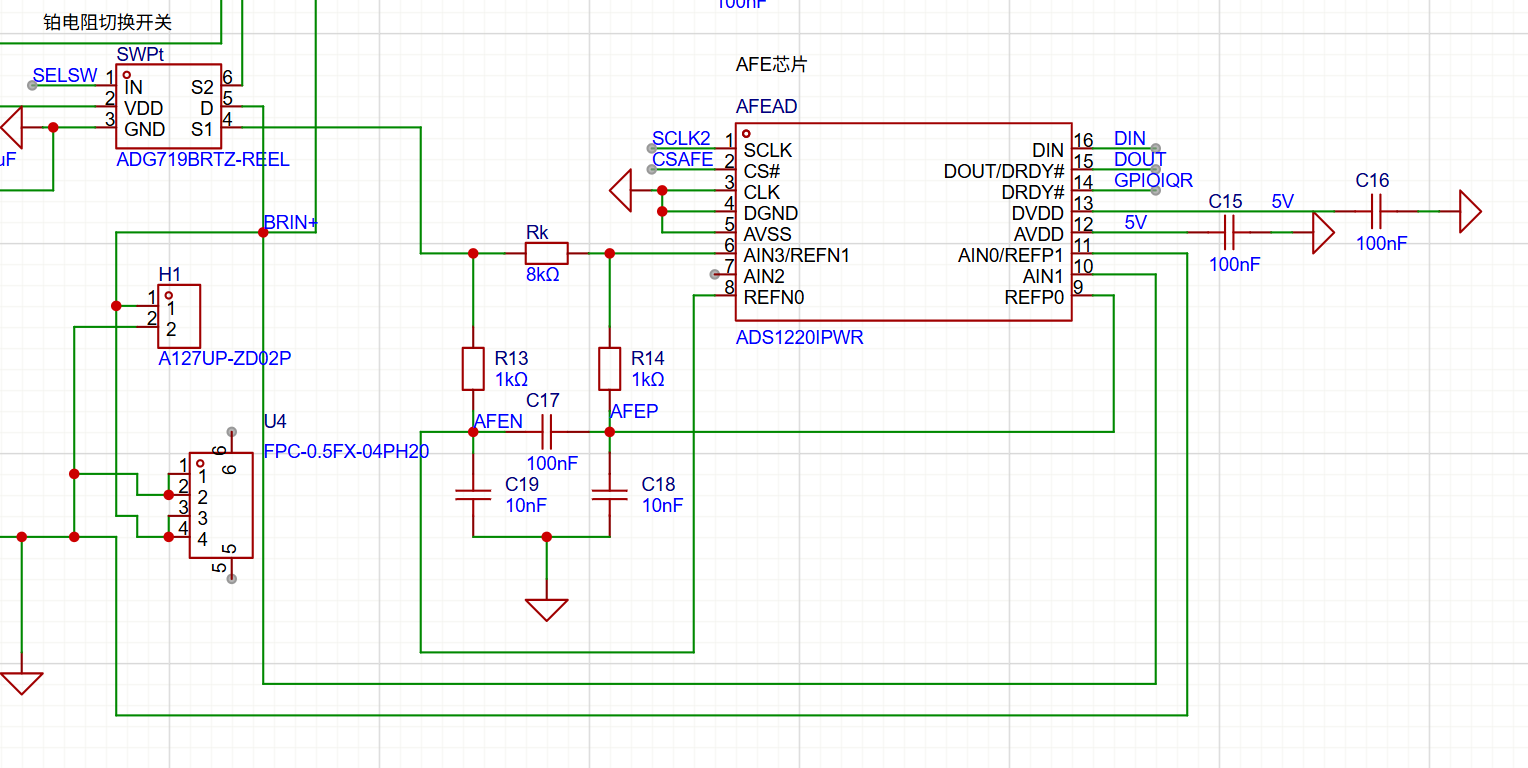 100nF
铂电阻切换开关
SWPt
SELSW
1 IN
2 VDD
3 GND
S2 6
D 5
S1 4
uF
ADG719BRTZ-REEL
AFE芯片
AFEAD
SCLK2
CSAFE
1 SCLK
2 CS#
3 CLK
4 DGND
5 AVSS
6 AIN3/REFN1
7 AIN2
8 REFN0
DIN 16
DOUT/DRDY# 15
DRDY# 14
DVDD 13
AVDD 12
AIN0/REFP1 11
AIN1 10
REFP0 9
DIN
DOUT
GPIOIQR
ADS1220IPWR
5V
C15
100nF
5V
C16
100nF
BRIN+
H1
1 1
2 2
A127UP-ZD02P
Rk
8kΩ
R13
1kΩ
R14
1kΩ
C17
100nF
AFEN
AFEP
C19
10nF
C18
10nF
U4
FPC-0.5FX-04PH20
6 6
1 1
2 2
3 3
4 4
5 5